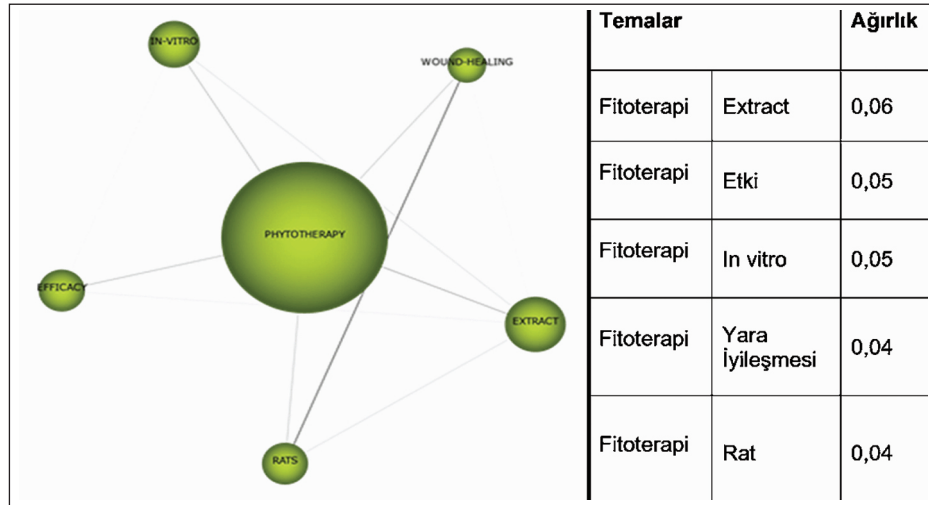 IN-VITRO
WOUND-HEALING
PHYTOTHERAPY
EFFICACY
EXTRACT
RATS
Temalar Ağırlık
Fitoterapi Extract 0,06
Fitoterapi Etki 0,05
Fitoterapi In vitro 0,05
Fitoterapi Yara
İyileşmesi 0,04
Fitoterapi Rat 0,04